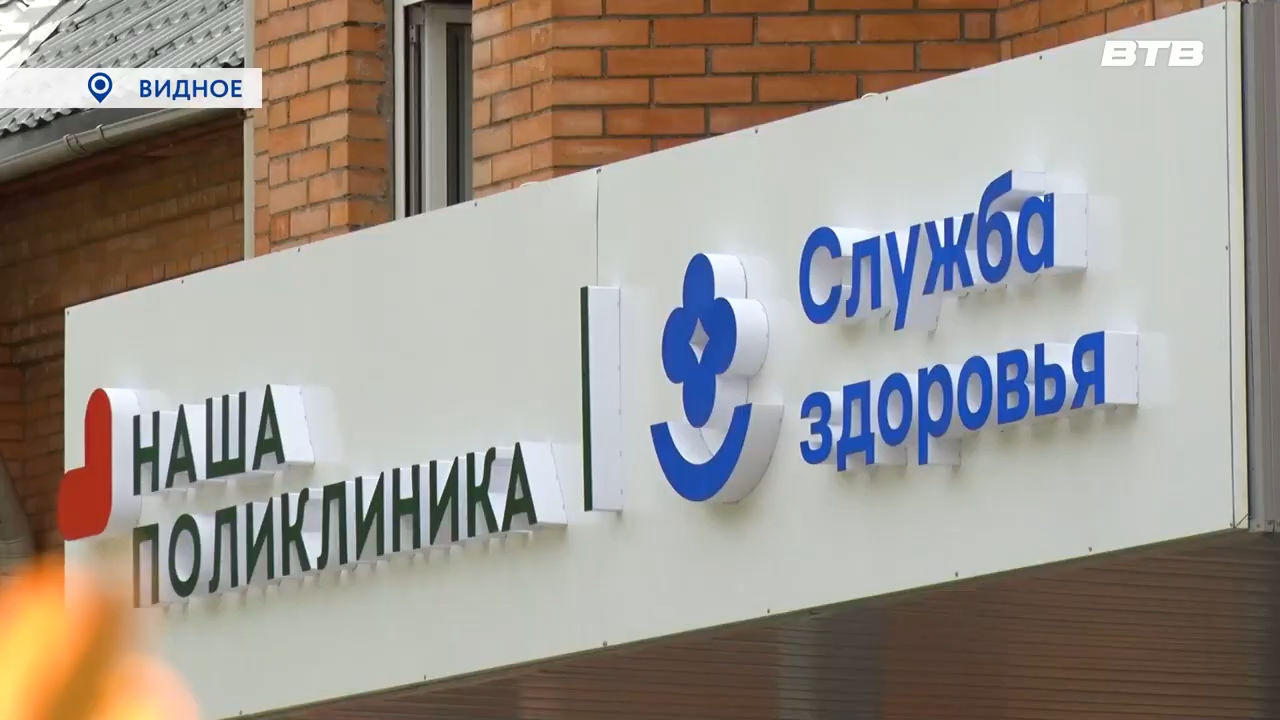 ВИДНОЕ
ВТВ
НАША
ПОЛИКЛИНИКА
Служба
здоровья